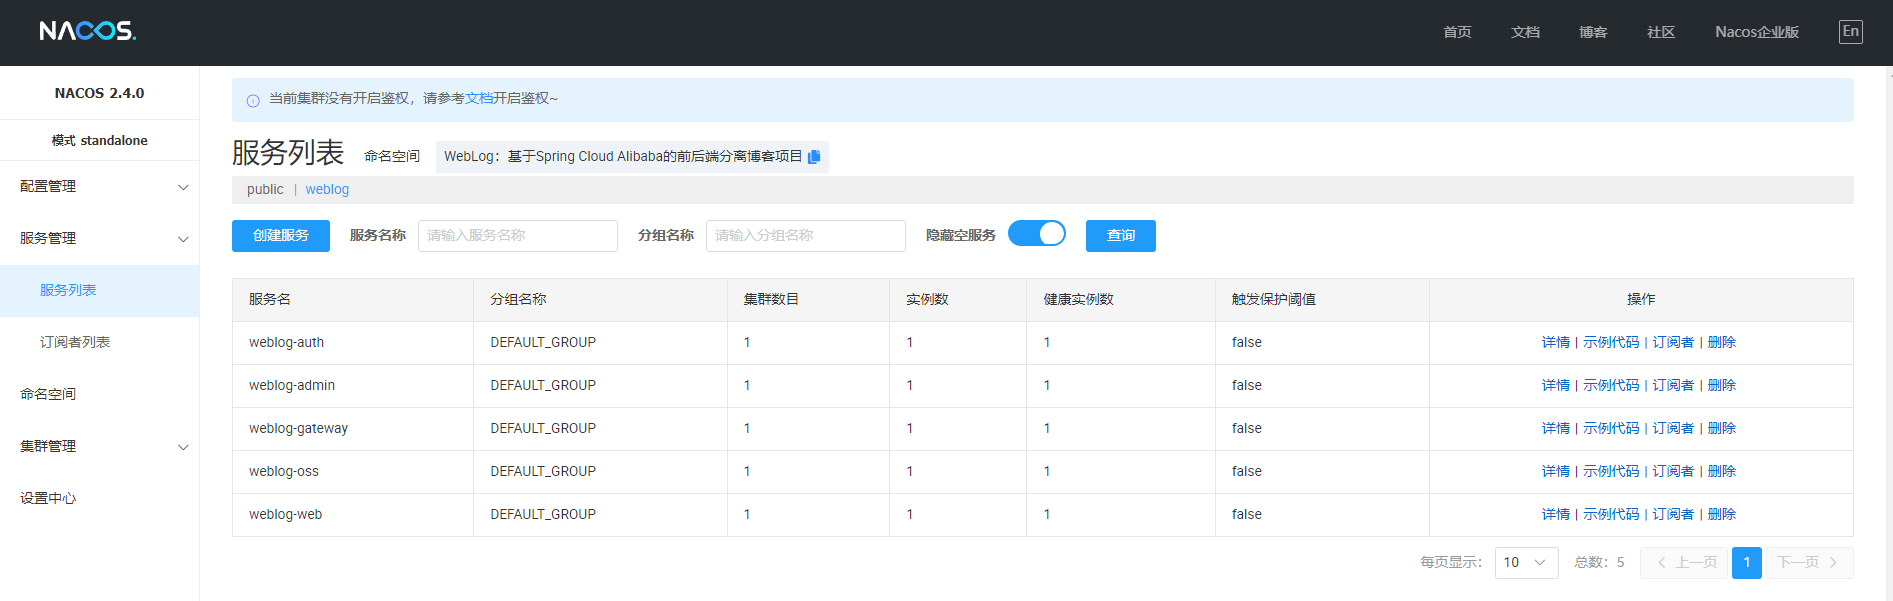 NACOS.
首页 文档 博客 社区 Nacos企业版 En
NACOS 2.4.0
模式 standalone
配置管理
服务管理
服务列表
订阅者列表
命名空间
集群管理
设置中心
当前集群没有开启鉴权，请参考文档开启鉴权~
服务列表 命名空间 WebLog：基于Spring Cloud Alibaba的前后端分离博客项目
public | weblog
创建服务 服务名称 请输入服务名称 分组名称 请输入分组名称 隐藏空服务 查询
服务名 分组名称 集群数目 实例数 健康实例数 触发保护阈值 操作
weblog-auth DEFAULT_GROUP 1 1 1 false 详情 | 示例代码 | 订阅者 | 删除
weblog-admin DEFAULT_GROUP 1 1 1 false 详情 | 示例代码 | 订阅者 | 删除
weblog-gateway DEFAULT_GROUP 1 1 1 false 详情 | 示例代码 | 订阅者 | 删除
weblog-oss DEFAULT_GROUP 1 1 1 false 详情 | 示例代码 | 订阅者 | 删除
weblog-web DEFAULT_GROUP 1 1 1 false 详情 | 示例代码 | 订阅者 | 删除
每页显示： 10 总数：5 上一页 1 下一页